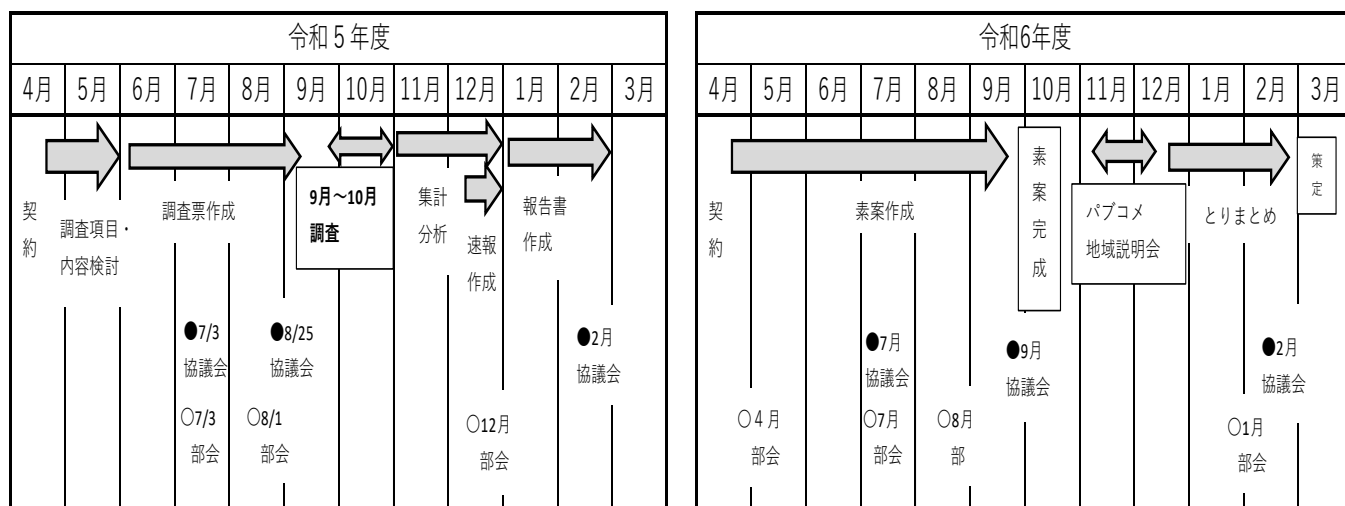 令和５年度
4月 5月 6月 7月 8月 9月 10月 11月 12月 1月 2月 3月
契約
調査項目・
内容検討
調査票作成
9月～10月
調査
集計
分析
速報
作成
報告書
作成
●7/3
協議会
●8/25
協議会
●2月
協議会
○7/3
部会
○8/1
部会
○12月
部会
令和6年度
4月 5月 6月 7月 8月 9月 10月 11月 12月 1月 2月 3月
契約
素案作成
素案完成
パブコメ
地域説明会
とりまとめ
策定
●7月
協議会
●9月
協議会
●2月
協議会
○４月
部会
○7月
部会
○8月
部
○1月
部会